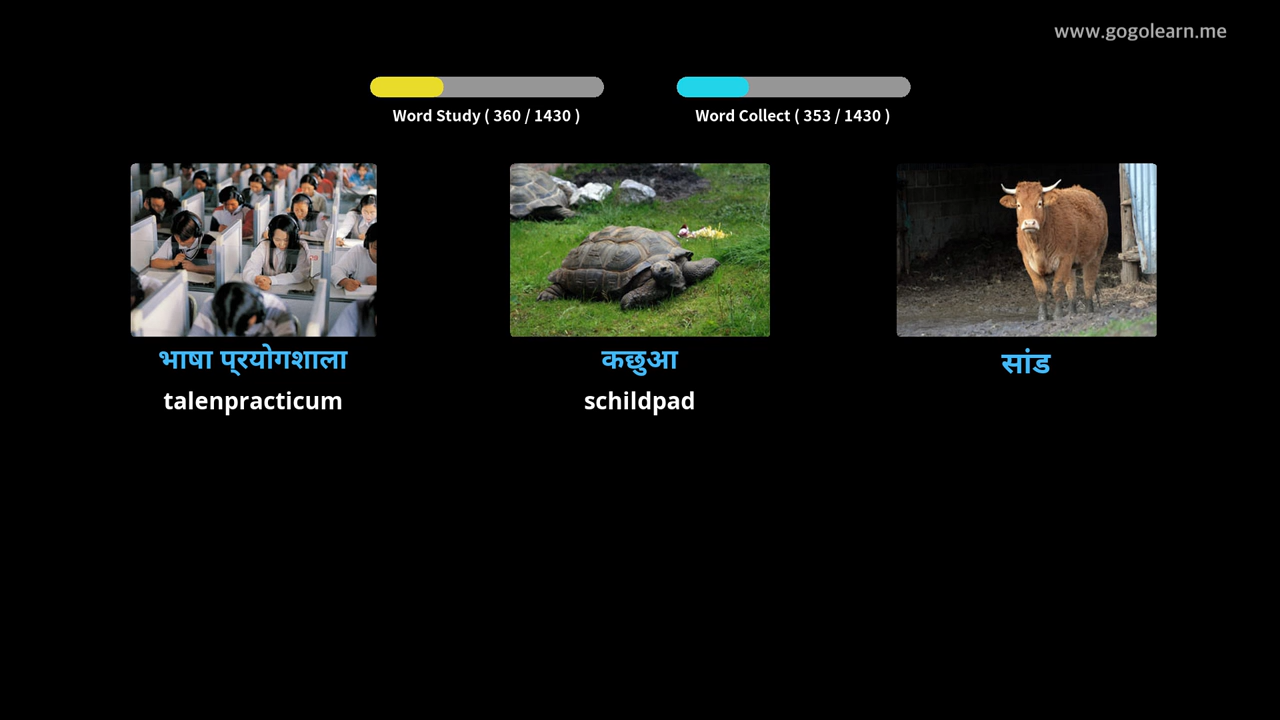 www.gogolearn.me
Word Study ( 360 / 1430 )
Word Collect ( 353 / 1430 )
भाषा प्रयोगशाला
talenpracticum
कछुआ
schildpad
सांड